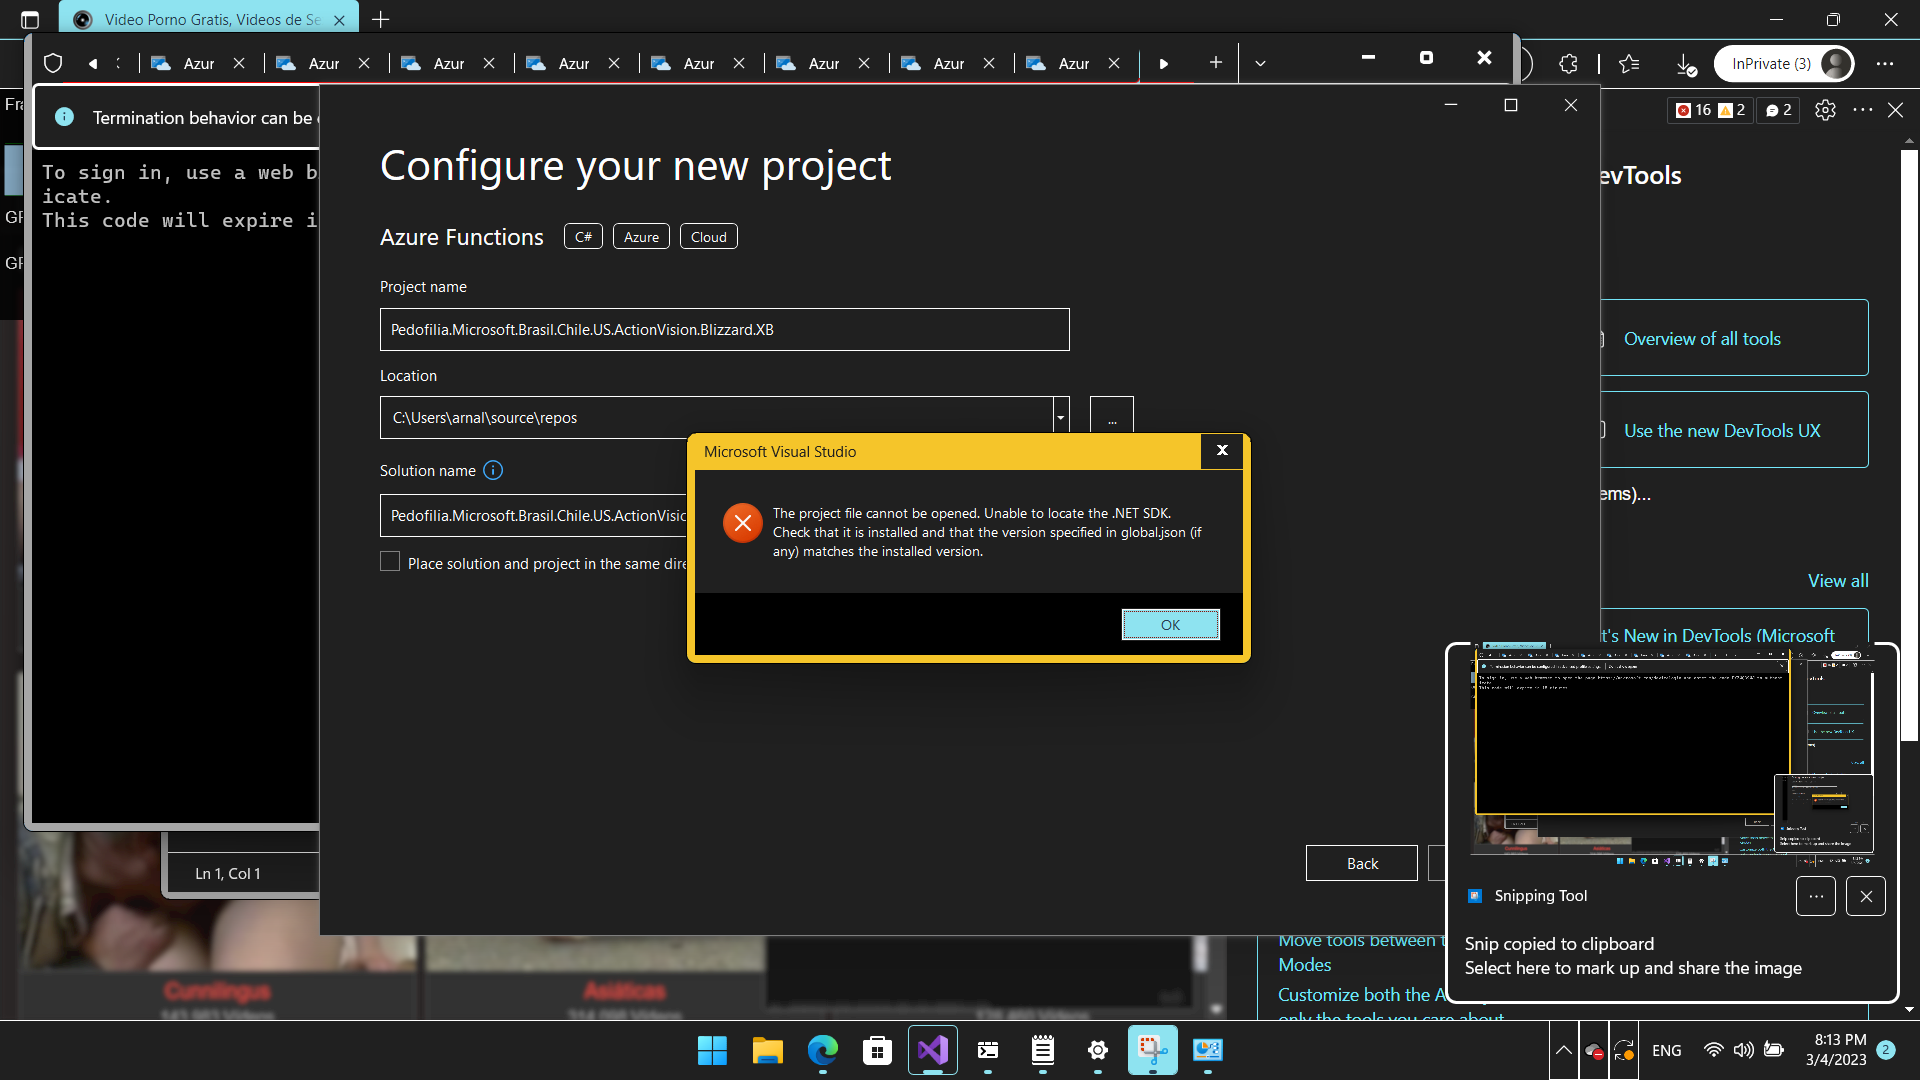 Video Porno Gratis, Videos de Se
InPrivate (3)
Azur
Azur
Azur
Azur
Azur
Azur
Azur
Azur
16 2 2
Termination behavior can be
To sign in, use a web b
icate.
This code will expire i
Configure your new project
Azure Functions C# Azure Cloud
Project name
Pedofilia.Microsoft.Brasil.Chile.US.ActionVision.Blizzard.XB
Location
C:\Users\arnal\source\repos
...
Solution name
Pedofilia.Microsoft.Brasil.Chile.US.ActionVisio
Place solution and project in the same dire
Microsoft Visual Studio
The project file cannot be opened. Unable to locate the .NET SDK.
Check that it is installed and that the version specified in global.json (if
any) matches the installed version.
OK
Back
evTools
Overview of all tools
Use the new DevTools UX
ems)...
View all
t's New in DevTools (Microsoft
Snipping Tool
Snip copied to clipboard
Select here to mark up and share the image
Ln 1, Col 1
Move tools between t
Modes
Customize both the A
only the tools you care about
Cunnilingus
Asiáticas
ENG
8:13 PM
3/4/2023
2